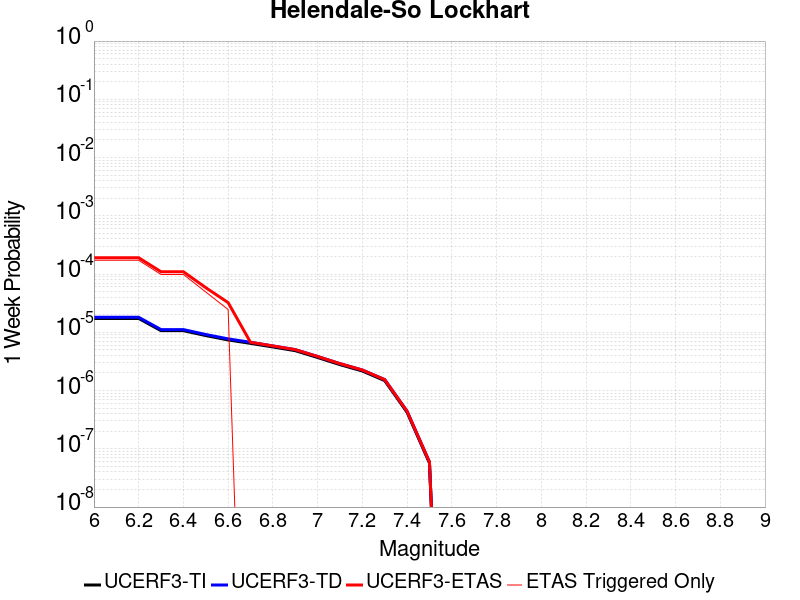 Helendale-So Lockhart
10^0
10^-1
10^-2
10^-3
10^-4
10^-5
10^-6
10^-7
10^-8
1 Week Probability
6 6.2 6.4 6.6 6.8 7 7.2 7.4 7.6 7.8 8 8.2 8.4 8.6 8.8 9
Magnitude
UCERF3-TI UCERF3-TD UCERF3-ETAS ETAS Triggered Only